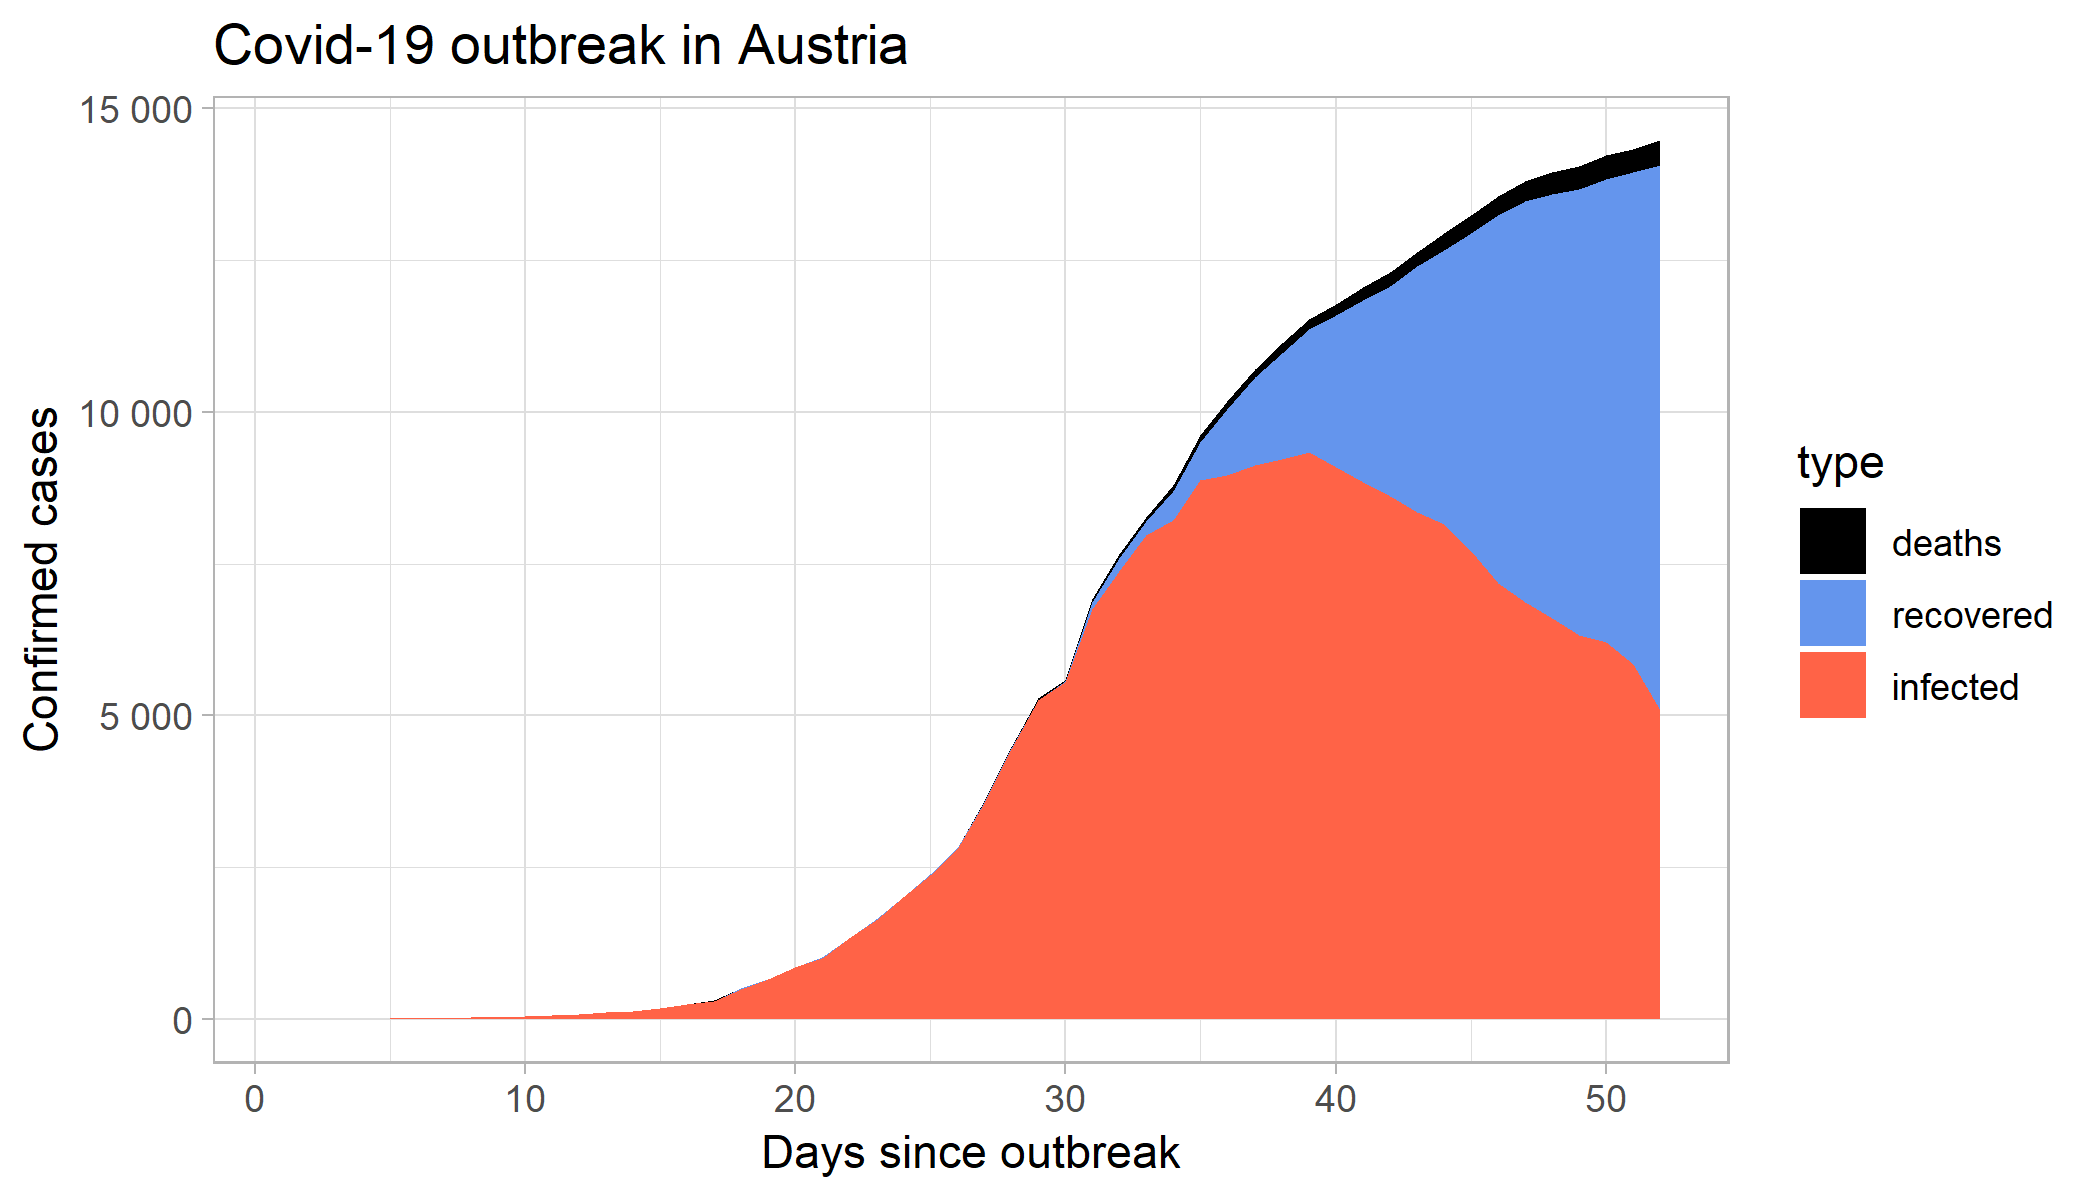 Covid-19 outbreak in Austria
15 000
10 000
5 000
0
Confirmed cases
0 10 20 30 40 50
Days since outbreak
type
deaths
recovered
infected